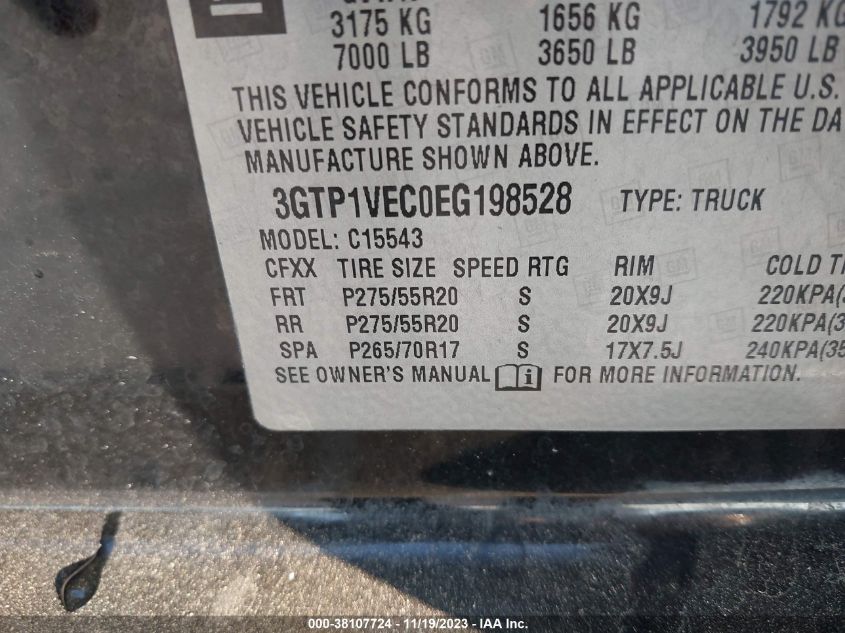 3175 KG 1656 KG 1792 KG
7000 LB 3650 LB 3950 LB
THIS VEHICLE CONFORMS TO ALL APPLICABLE U.S.
VEHICLE SAFETY STANDARDS IN EFFECT ON THE DA
MANUFACTURE SHOWN ABOVE.
3GTP1VEC0EG198528 TYPE: TRUCK
MODEL: C15543
CFXX TIRE SIZE SPEED RTG RIM COLD TI
FRT P275/55R20 S 20X9J 220KPA(3
RR P275/55R20 S 20X9J 220KPA(3
SPA P265/70R17 S 17X7.5J 240KPA(35
SEE OWNER'S MANUAL FOR MORE INFORMATION.
000-38107724 - 11/19/2023 - IAA Inc.